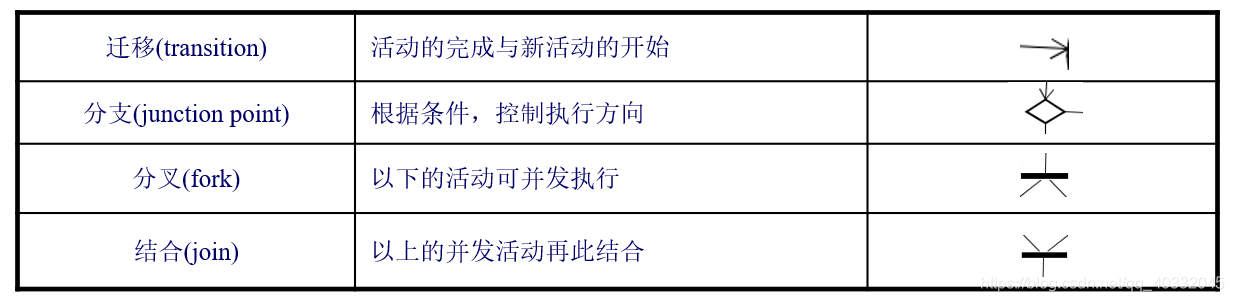 迁移(transition) 活动的完成与新活动的开始
分支(junction point) 根据条件，控制执行方向
分叉(fork) 以下的活动可并发执行
结合(join) 以上的并发活动再此结合